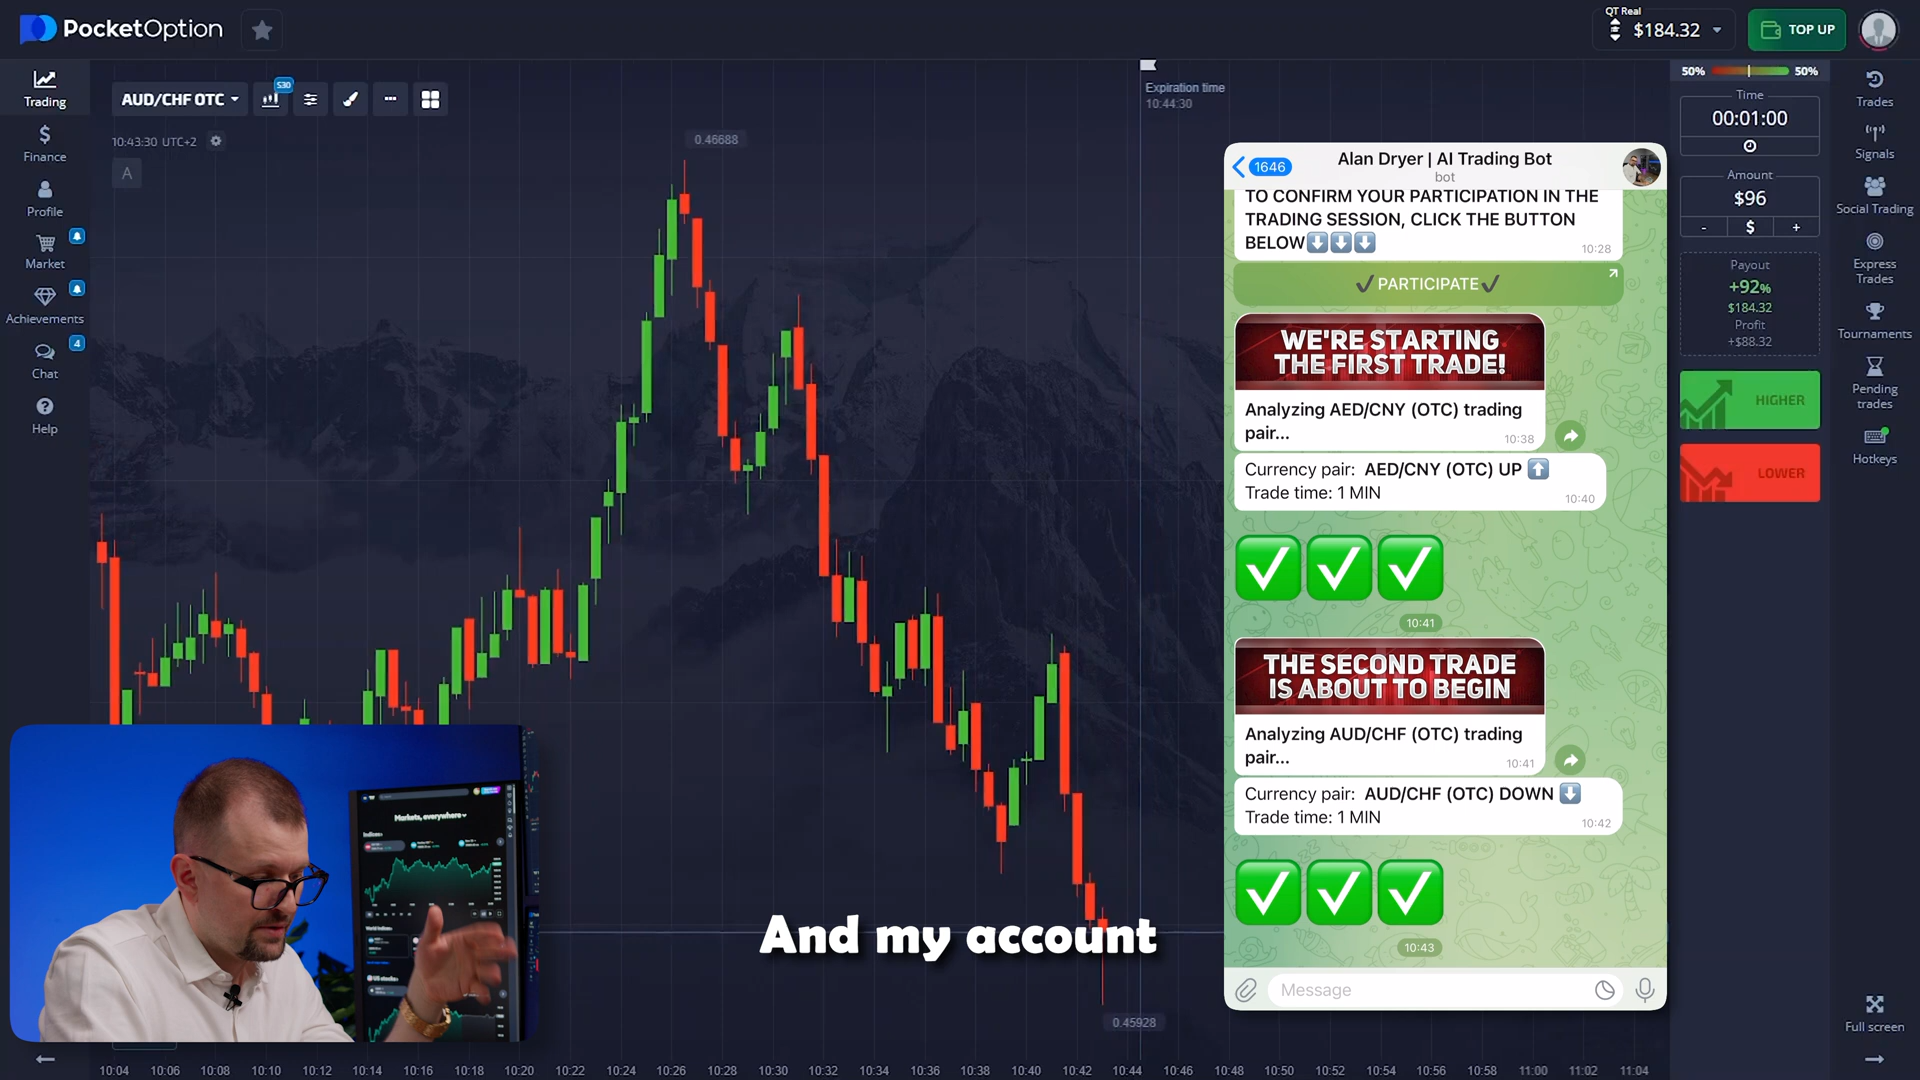 PocketOption
QT Real
$184.32
TOP UP
Trading
Finance
Profile
Market
Achievements
4
Chat
Help
AUD/CHF OTC
S30
10:43:30 UTC+2
A
0.46688
Expiration time
10:44:30
1646
Alan Dryer | AI Trading Bot
bot
TO CONFIRM YOUR PARTICIPATION IN THE
TRADING SESSION, CLICK THE BUTTON
BELOW⬇️⬇️⬇️
10:28
✓PARTICIPATE✓
WE'RE STARTING
THE FIRST TRADE!
Analyzing AED/CNY (OTC) trading
pair...
10:38
Currency pair: AED/CNY (OTC) UP ⬆️
Trade time: 1 MIN
10:40
✅✅✅
10:41
THE SECOND TRADE
IS ABOUT TO BEGIN
Analyzing AUD/CHF (OTC) trading
pair...
10:41
Currency pair: AUD/CHF (OTC) DOWN ⬇️
Trade time: 1 MIN
10:42
✅✅✅
10:43
Message
50% 50%
Time
00:01:00
Amount
$96
- $ +
Payout
+92%
$184.32
Profit
+$88.32
HIGHER
LOWER
Trades
Signals
Social Trading
Express
Trades
Tournaments
Pending
trades
Hotkeys
Full screen
Markets, everywhere
And my account
0.45928
10:04 10:06 10:08 10:10 10:12 10:14 10:16 10:18 10:20 10:22 10:24 10:26 10:28 10:30 10:32 10:34 10:36 10:38 10:40 10:42 10:44 10:46 10:48 10:50 10:52 10:54 10:56 10:58 11:00 11:02 11:04